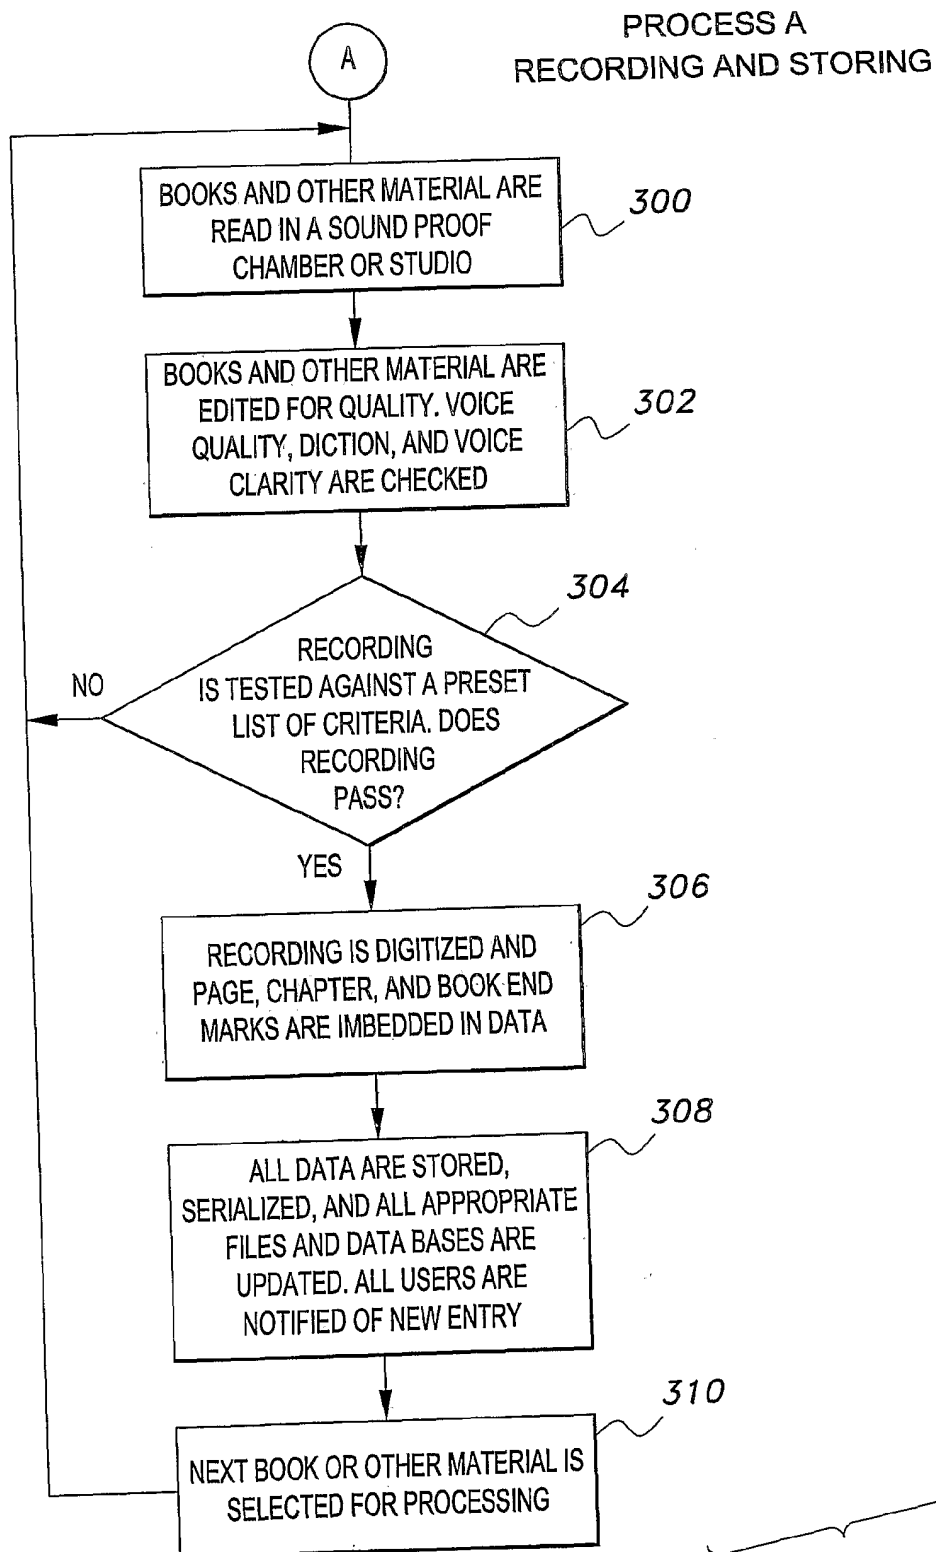 PROCESS A
RECORDING AND STORING
A
BOOKS AND OTHER MATERIAL ARE
READ IN A SOUND PROOF
CHAMBER OR STUDIO
300
BOOKS AND OTHER MATERIAL ARE
EDITED FOR QUALITY. VOICE
QUALITY, DICTION, AND VOICE
CLARITY ARE CHECKED
302
304
RECORDING
IS TESTED AGAINST A PRESET
LIST OF CRITERIA. DOES
RECORDING
PASS?
NO
YES
306
RECORDING IS DIGITIZED AND
PAGE, CHAPTER, AND BOOK END
MARKS ARE IMBEDDED IN DATA
308
ALL DATA ARE STORED,
SERIALIZED, AND ALL APPROPRIATE
FILES AND DATA BASES ARE
UPDATED. ALL USERS ARE
NOTIFIED OF NEW ENTRY
310
NEXT BOOK OR OTHER MATERIAL IS
SELECTED FOR PROCESSING